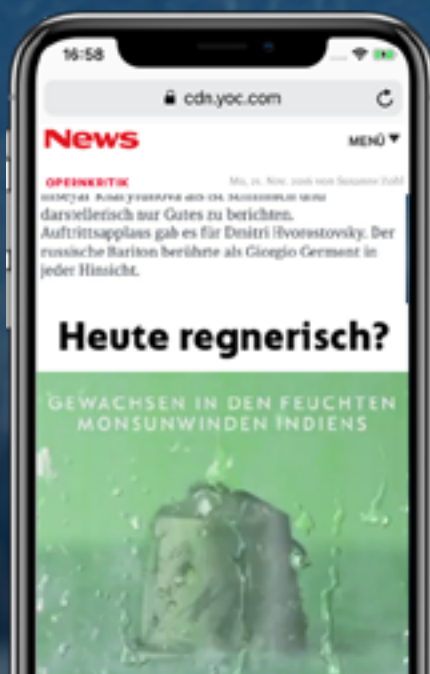 16:58
cdn.yoc.com
News
MENÜ
OPERNKRITIK
darstellerisch nur Gutes zu berichten.
Auftrittsapplaus gab es für Dmitri Hvorostovsky. Der
russische Bariton berührte als Giorgio Germont in
jeder Hinsicht.
Heute regnerisch?
GEWACHSEN IN DEN FEUCHTEN
MONSUNWINDEN INDIENS